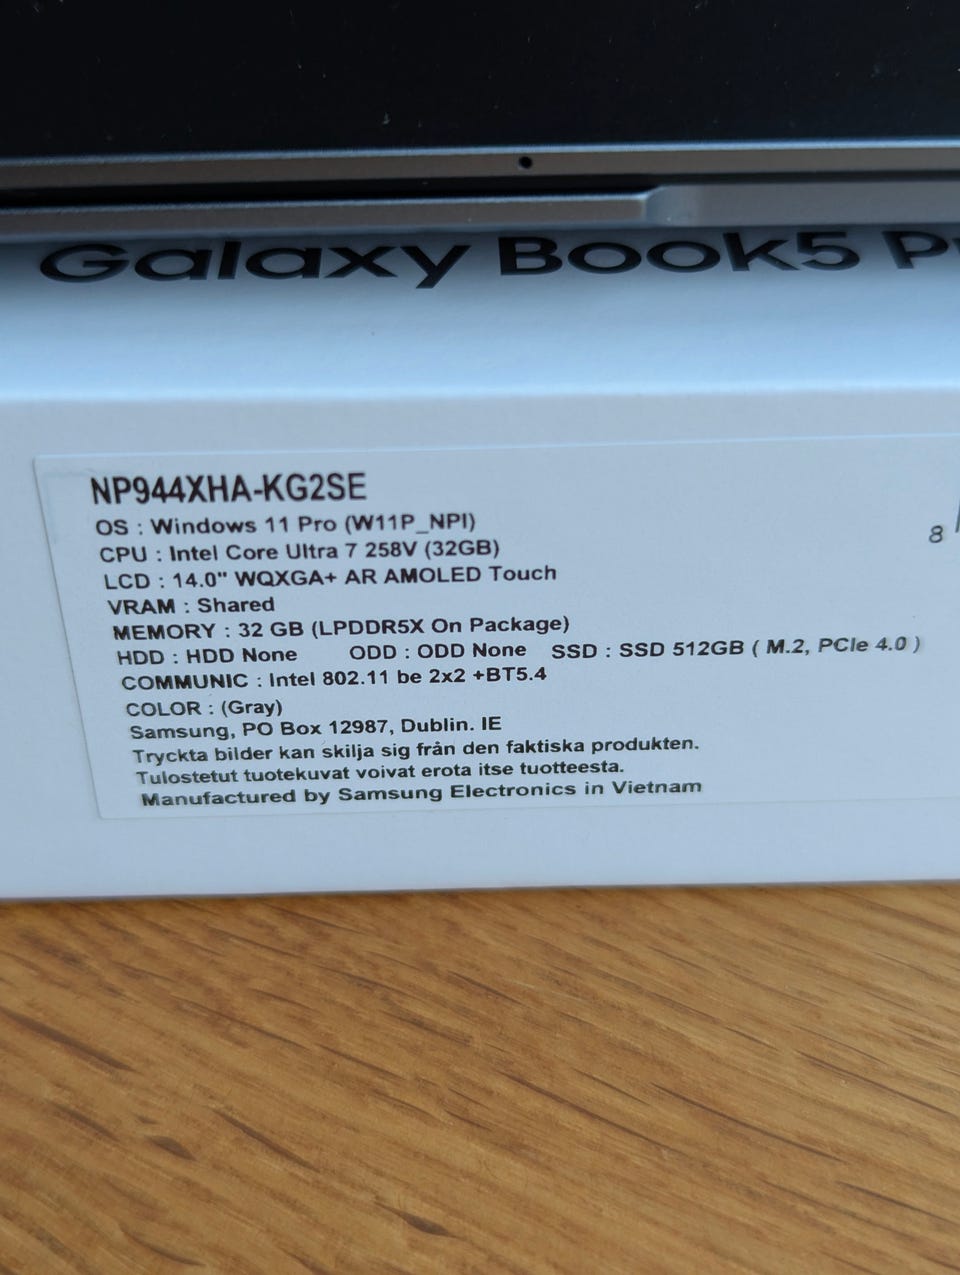 Galaxy Book5 P
NP944XHA-KG2SE
OS : Windows 11 Pro (W11P_NPI)
CPU : Intel Core Ultra 7 258V (32GB)
LCD : 14.0" WQXGA+ AR AMOLED Touch
VRAM : Shared
MEMORY : 32 GB (LPDDR5X On Package)
HDD : HDD None ODD : ODD None SSD : SSD 512GB ( M.2, PCIe 4.0 )
COMMUNIC : Intel 802.11 be 2x2 +BT5.4
COLOR : (Gray)
Samsung, PO Box 12987, Dublin. IE
Tryckta bilder kan skilja sig från den faktiska produkten.
Tulostetut tuotekuvat voivat erota itse tuotteesta.
Manufactured by Samsung Electronics in Vietnam
8